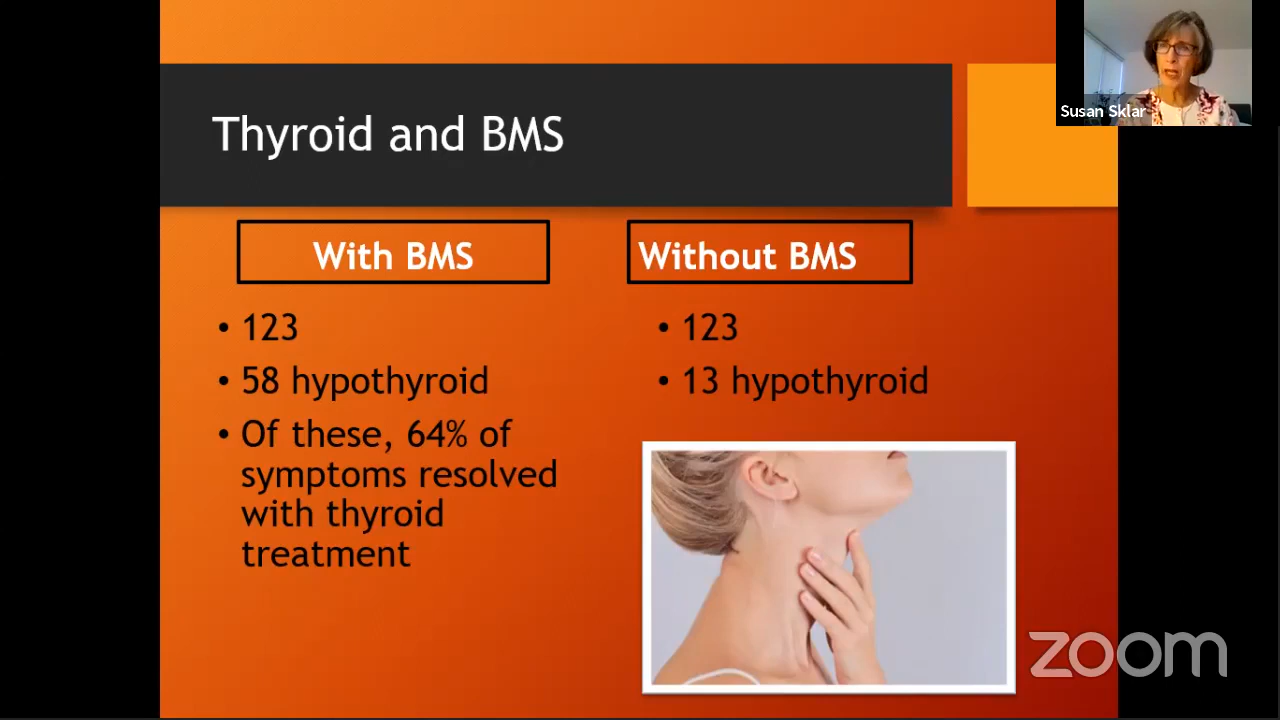 Thyroid and BMS
Susan Sklar
With BMS
Without BMS
• 123
• 58 hypothyroid
• Of these, 64% of
symptoms resolved
with thyroid
treatment
• 123
• 13 hypothyroid
zoom